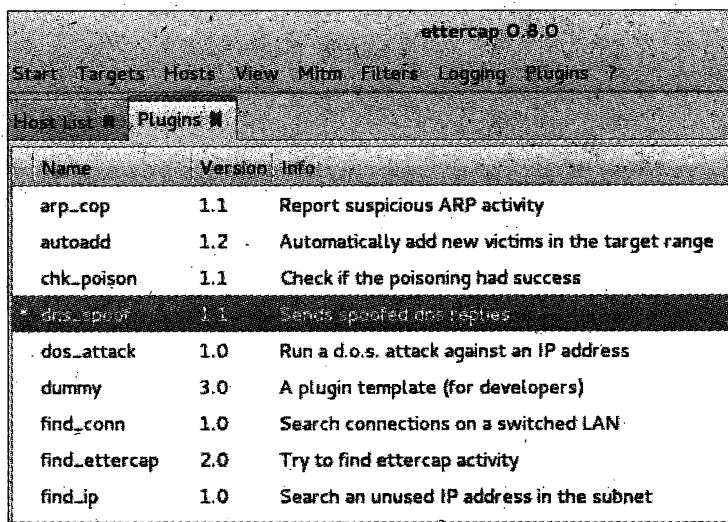 ettercap 0.8.0
Start Targets Hosts View Mitm Filters Logging Plugins ?
Host List Plugins
Name Version Info
arp_cop 1.1 Report suspicious ARP activity
autoadd 1.2 Automatically add new victims in the target range
chk_poison 1.1 Check if the poisoning had success
* dns_spoof 1.1 Sends spoofed dns replies
dos_attack 1.0 Run a d.o.s. attack against an IP address
dummy 3.0 A plugin template (for developers)
find_conn 1.0 Search connections on a switched LAN
find_ettercap 2.0 Try to find ettercap activity
find_ip 1.0 Search an unused IP address in the subnet